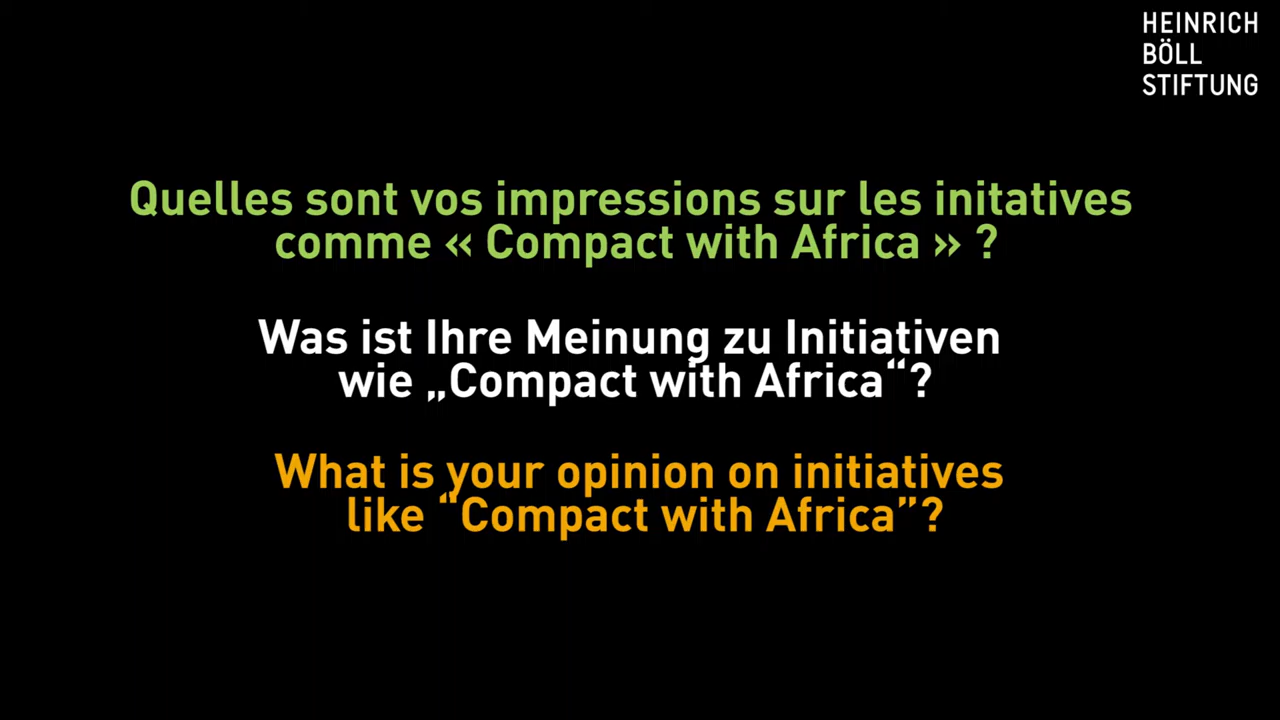 HEINRICH
BÖLL
STIFTUNG
Quelles sont vos impressions sur les initatives
comme « Compact with Africa » ?
Was ist Ihre Meinung zu Initiativen
wie „Compact with Africa“?
What is your opinion on initiatives
like “Compact with Africa”?